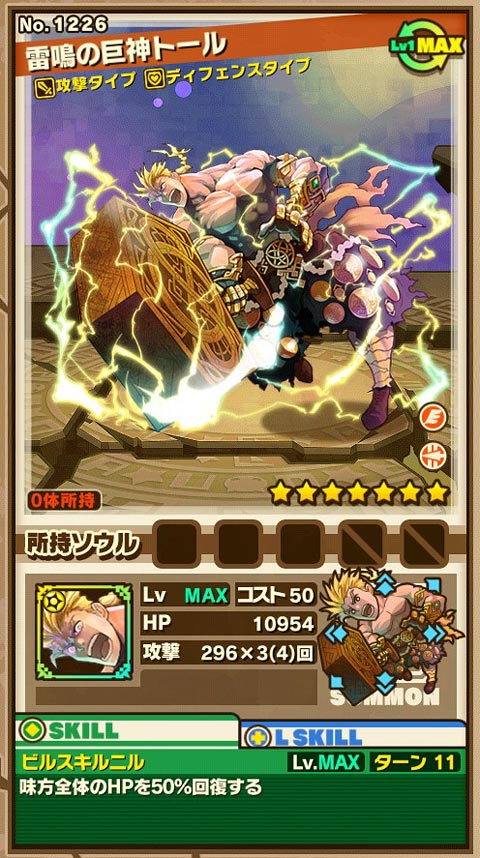 No.1226
雷鳴の巨神トール
Lv1 MAX
攻撃タイプ ディフェンスタイプ
0体所持
所持ソウル
Lv MAX コスト 50
HP 10954
攻撃 296×3(4)回
SUMMON
SKILL
L SKILL
ビルスキルニル Lv.MAX ターン 11
味方全体のHPを50%回復する